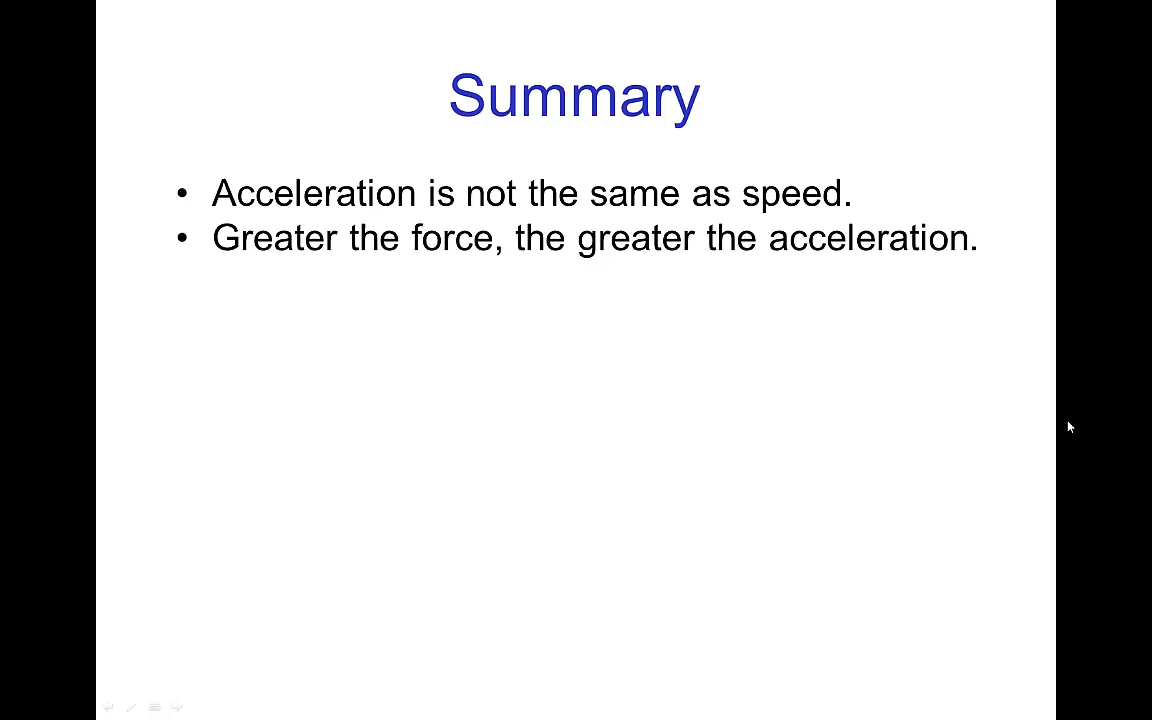 Summary
• Acceleration is not the same as speed.
• Greater the force, the greater the acceleration.